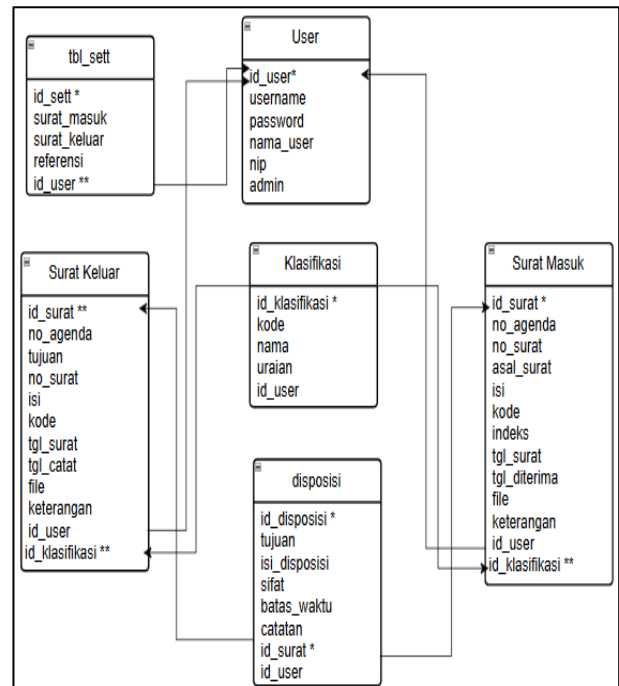 tbl_sett
id_sett *
surat_masuk
surat_keluar
referensi
id_user **
User
id_user*
username
password
nama_user
nip
admin
Surat Keluar
id_surat **
no_agenda
tujuan
no_surat
isi
kode
tgl_surat
tgl_catat
file
keterangan
id_user
id_klasifikasi **
Klasifikasi
id_klasifikasi *
kode
nama
uraian
id_user
disposisi
id_disposisi *
tujuan
isi_disposisi
sifat
batas_waktu
catatan
id_surat *
id_user
Surat Masuk
id_surat *
no_agenda
no_surat
asal_surat
isi
kode
indeks
tgl_surat
tgl_diterima
file
keterangan
id_user
id_klasifikasi **